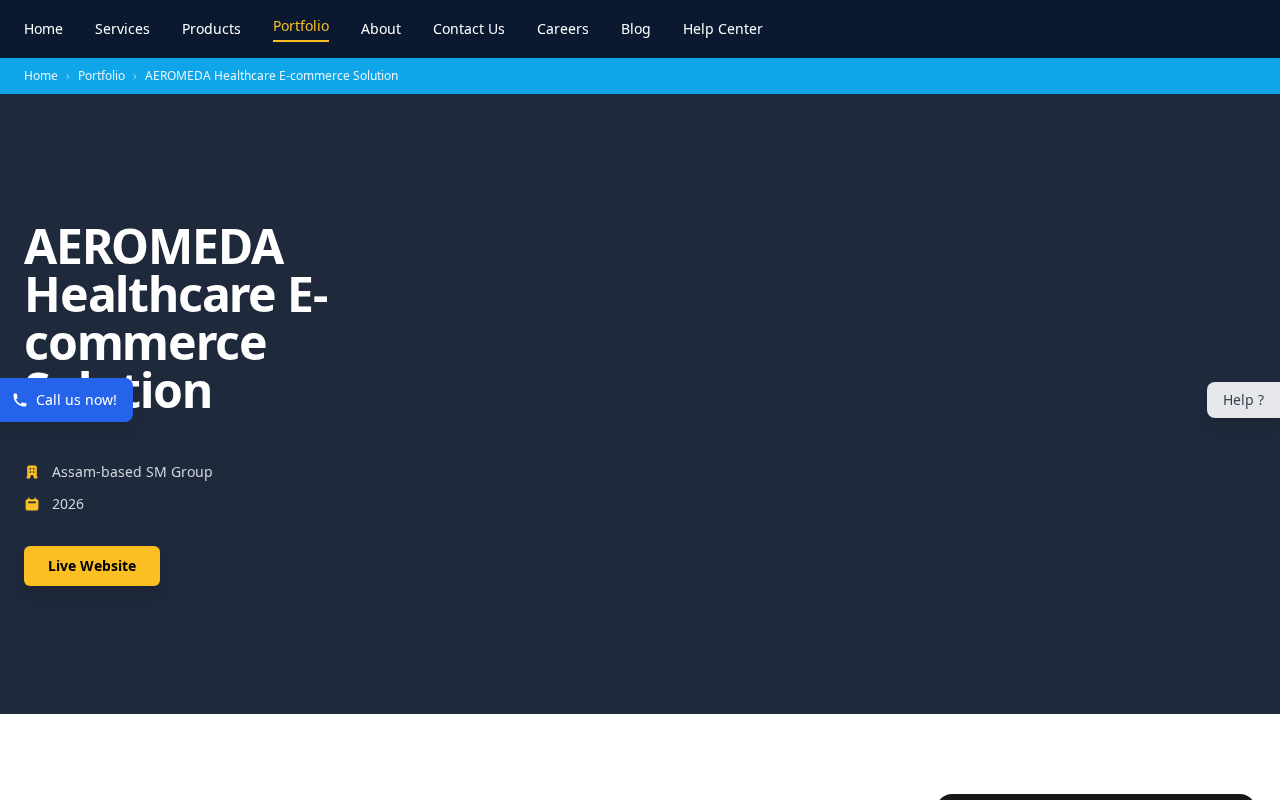 Home Services Products Portfolio About Contact Us Careers Blog Help Center
Home › Portfolio › AEROMEDA Healthcare E-commerce Solution
AEROMEDA
Healthcare E-
commerce
Solution
Call us now!
Help ?
Assam-based SM Group
2026
Live Website